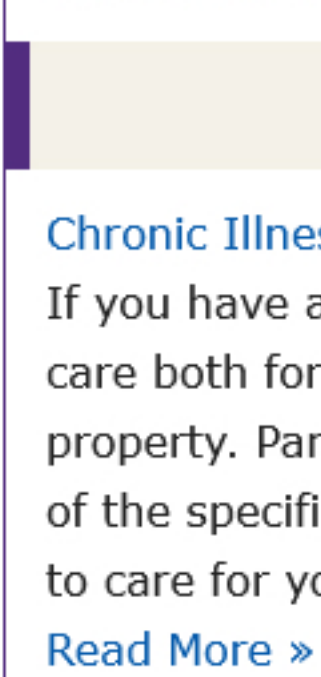 Chronic Illnes
If you have a
care both for
property. Par
of the specifi
to care for yo
Read More »